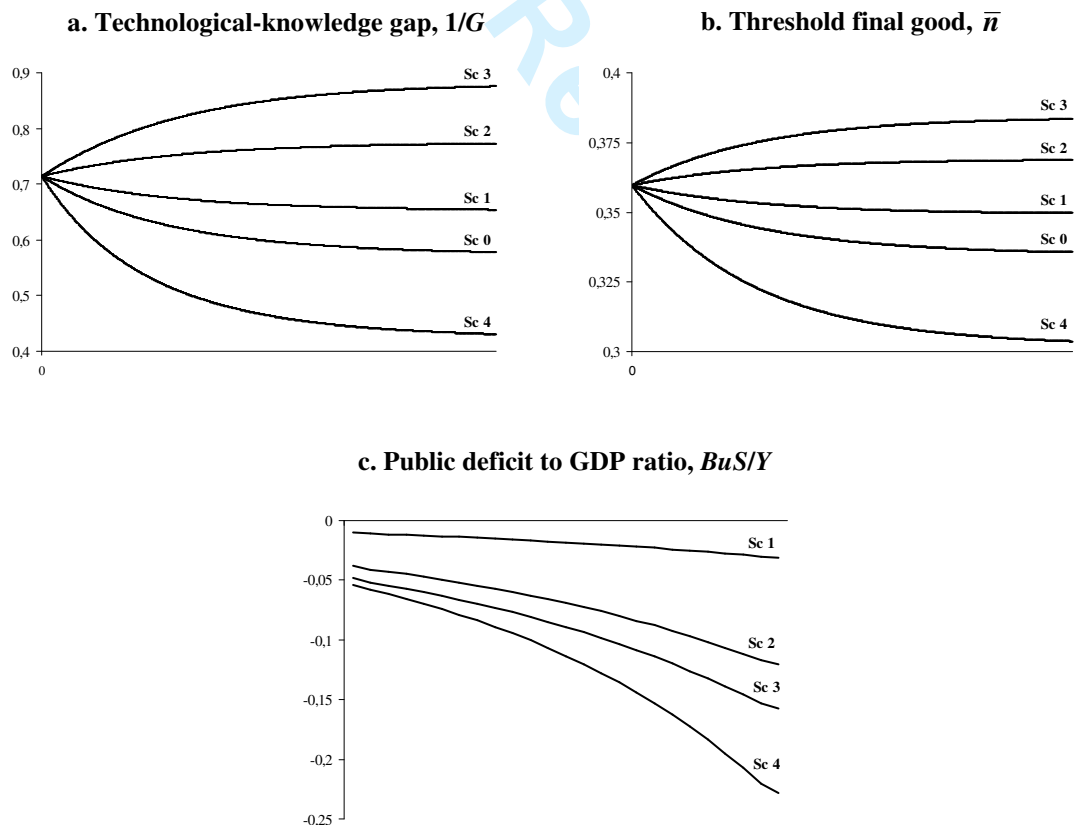 a. Technological-knowledge gap, 1/G
b. Threshold final good, n̅
Re
0,9
0,8
0,7
0,6
0,5
0,4
0
Sc 3
Sc 2
Sc 1
Sc 0
Sc 4
0,4
0,375
0,35
0,325
0,3
0
Sc 3
Sc 2
Sc 1
Sc 0
Sc 4
c. Public deficit to GDP ratio, BuS/Y
0
-0,05
-0,1
-0,15
-0,2
-0,25
Sc 1
Sc 2
Sc 3
Sc 4